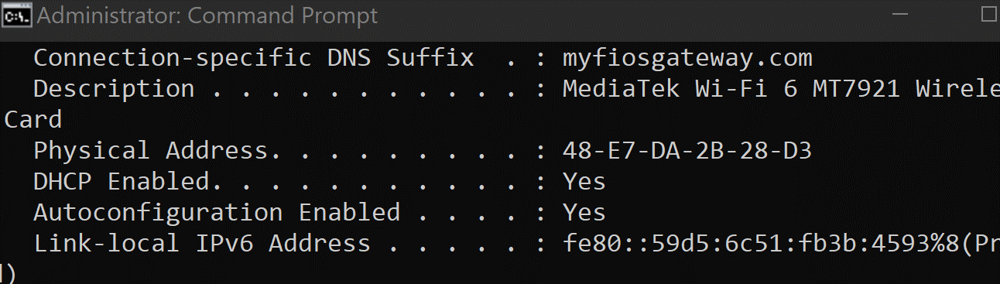 Administrator: Command Prompt
Connection-specific DNS Suffix  . : myfiosgateway.com
Description . . . . . . . . . . . : MediaTek Wi-Fi 6 MT7921 Wirele
Card
Physical Address. . . . . . . . . : 48-E7-DA-2B-28-D3
DHCP Enabled. . . . . . . . . . . : Yes
Autoconfiguration Enabled . . . . : Yes
Link-local IPv6 Address . . . . . : fe80::59d5:6c51:fb3b:4593%8(Pr
d)